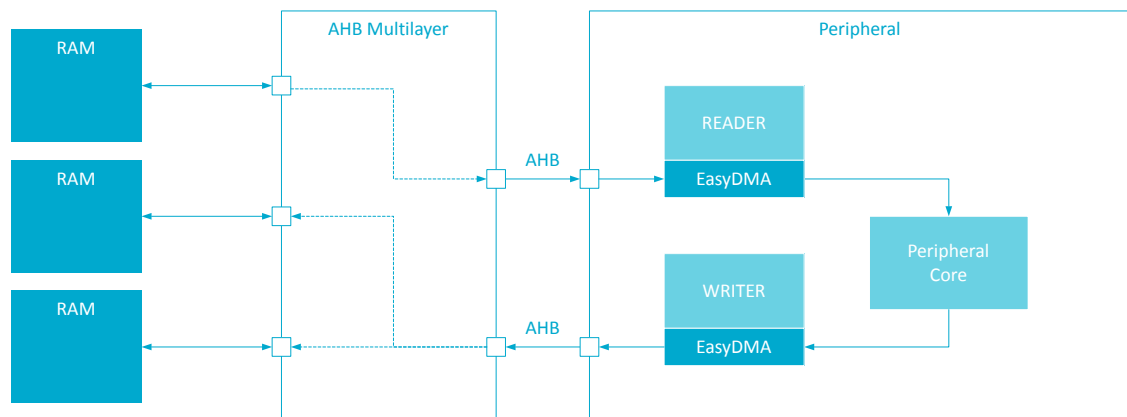 AHB Multilayer
Peripheral
RAM
READER
EasyDMA
AHB
RAM
Peripheral
Core
WRITER
EasyDMA
AHB
RAM